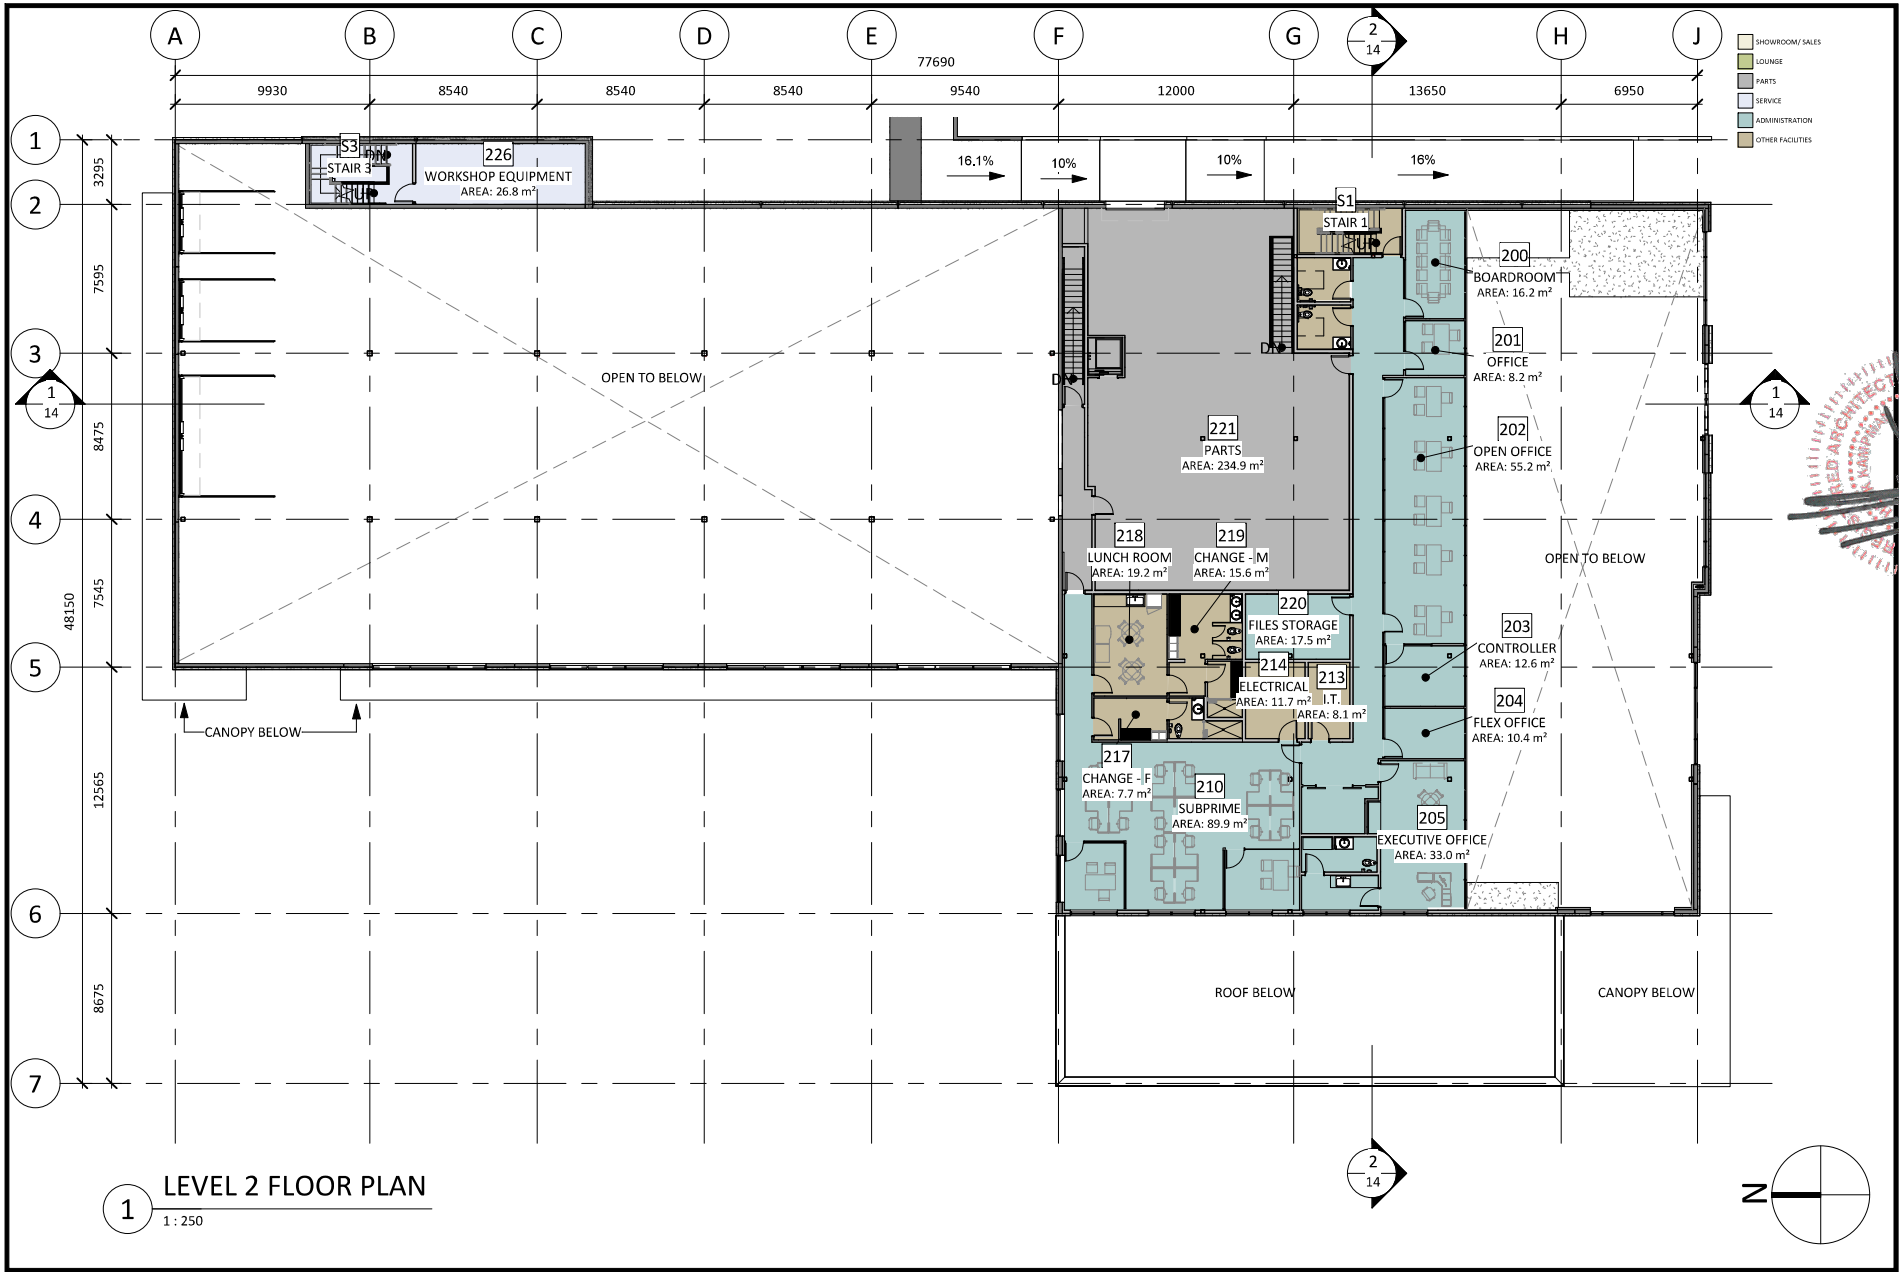 A
B
C
D
E
F
G
2
14
H
J
77690
9930
8540
8540
8540
9540
12000
13650
6950
SHOWROOM/ SALES
LOUNGE
PARTS
SERVICE
ADMINISTRATION
OTHER FACILITIES
1
2
3
4
5
6
7
3295
7595
8475
7545
12565
8675
48150
S3
STAIR 3
DN
UP
226
WORKSHOP EQUIPMENT
AREA: 26.8 m²
16.1%
10%
10%
16%
S1
STAIR 1
UP
200
BOARDROOM
AREA: 16.2 m²
201
OFFICE
AREA: 8.2 m²
DN
DN
OPEN TO BELOW
1
14
1
14
202
OPEN OFFICE
AREA: 55.2 m²
221
PARTS
AREA: 234.9 m²
218
LUNCH ROOM
AREA: 19.2 m²
219
CHANGE - M
AREA: 15.6 m²
OPEN TO BELOW
220
FILES STORAGE
AREA: 17.5 m²
203
CONTROLLER
AREA: 12.6 m²
214
ELECTRICAL
AREA: 11.7 m²
213
I.T.
AREA: 8.1 m²
204
FLEX OFFICE
AREA: 10.4 m²
CANOPY BELOW
217
CHANGE - F
AREA: 7.7 m²
210
SUBPRIME
AREA: 89.9 m²
205
EXECUTIVE OFFICE
AREA: 33.0 m²
ROOF BELOW
CANOPY BELOW
2
14
1
LEVEL 2 FLOOR PLAN
1 : 250
N